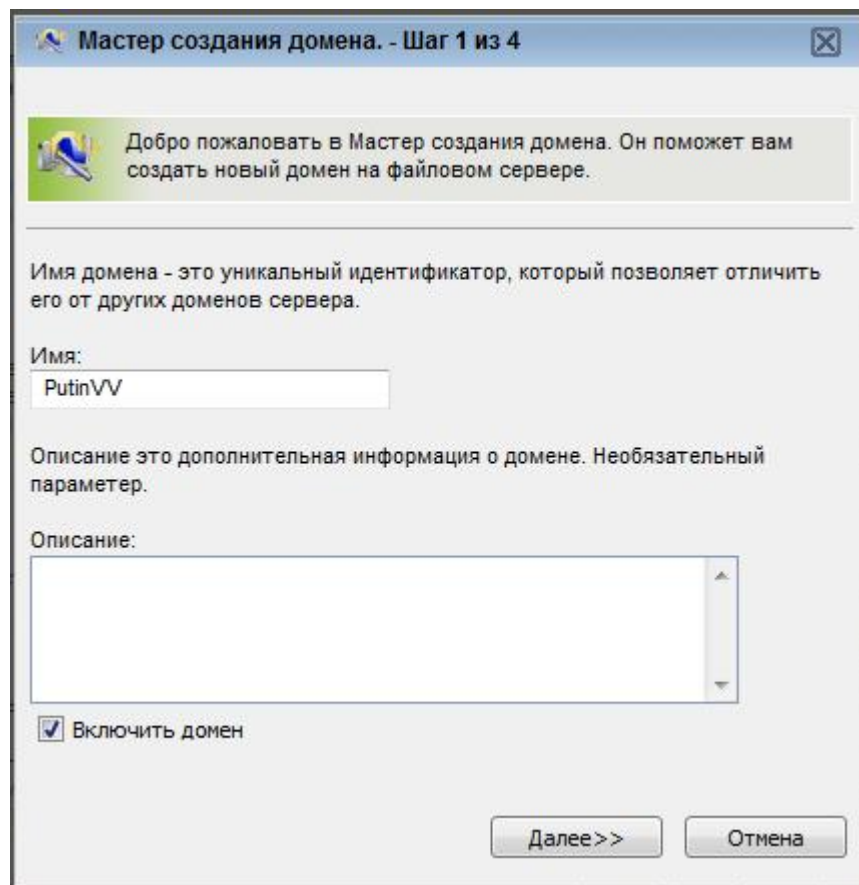 Мастер создания домена. - Шаг 1 из 4
Добро пожаловать в Мастер создания домена. Он поможет вам
создать новый домен на файловом сервере.
Имя домена - это уникальный идентификатор, который позволяет отличить
его от других доменов сервера.
Имя:
PutinVV
Описание это дополнительная информация о домене. Необязательный
параметр.
Описание:
Включить домен
Далее>>
Отмена